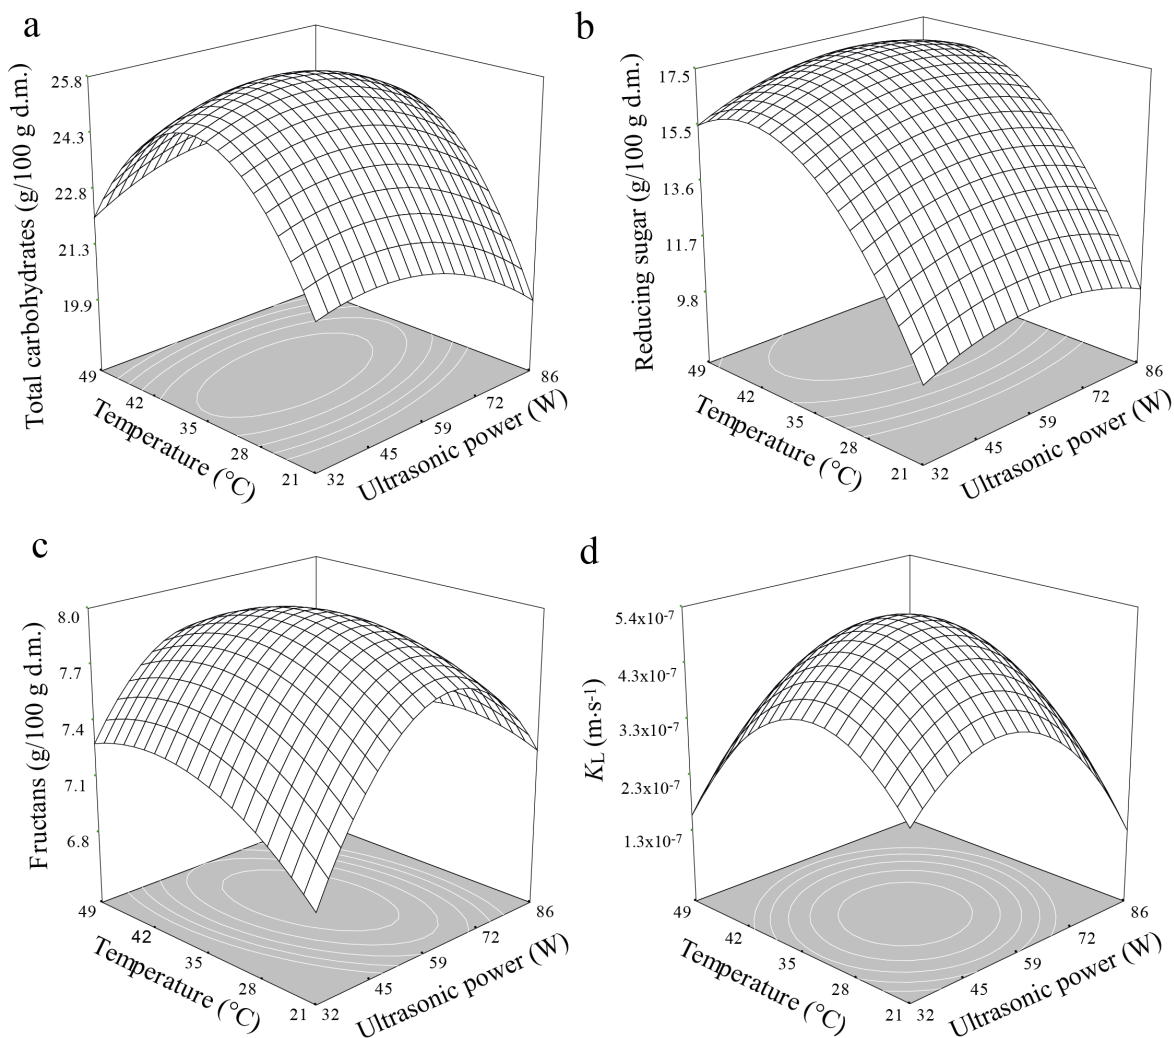 a
25.8
24.3
22.8
21.3
19.9
Total carbohydrates (g/100 g d.m.)
49
42
35
28
21
Temperature (°C)
32
45
59
72
86
Ultrasonic power (W)
b
17.5
15.5
13.6
11.7
9.8
Reducing sugar (g/100 g d.m.)
49
42
35
28
21
Temperature (°C)
32
45
59
72
86
Ultrasonic power (W)
c
8.0
7.7
7.4
7.1
6.8
Fructans (g/100 g d.m.)
49
42
35
28
21
Temperature (°C)
32
45
59
72
86
Ultrasonic power (W)
d
5.4x10-7
4.3x10-7
3.3x10-7
2.3x10-7
1.3x10-7
KL (m·s-1)
49
42
35
28
21
Temperature (°C)
32
45
59
72
86
Ultrasonic power (W)